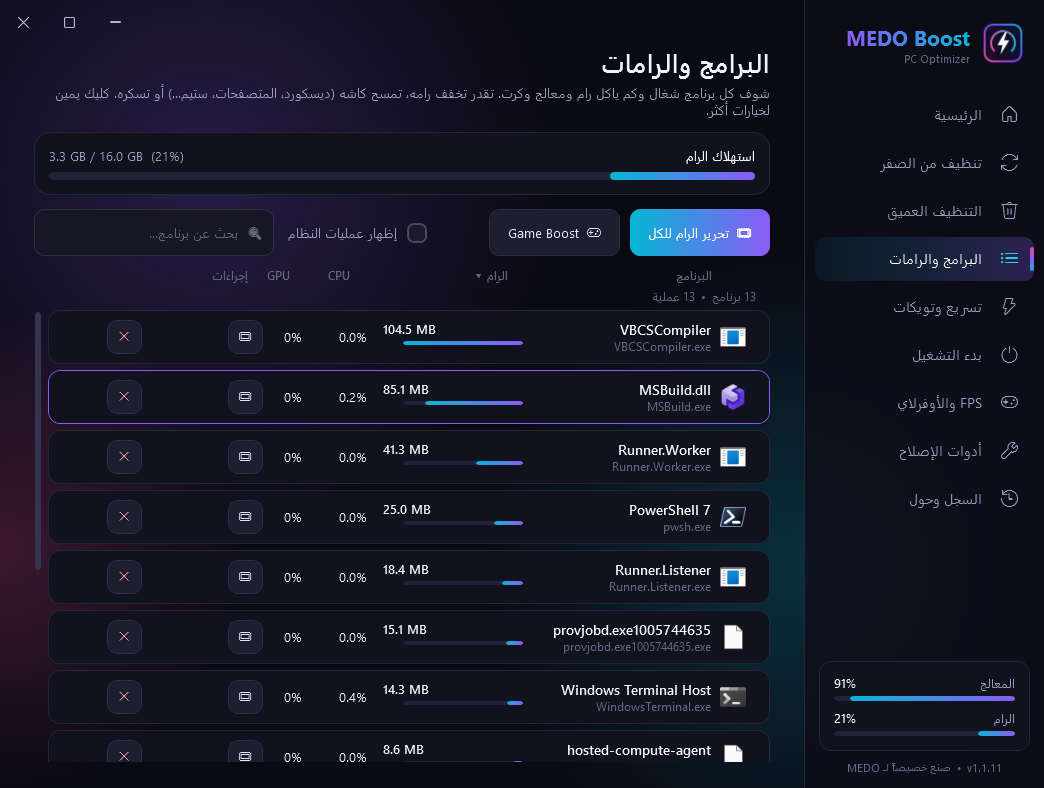 MEDO Boost
PC Optimizer
الرئيسية
تنظيف من الصفر
التنظيف العميق
البرامج والرامات
تسريع وتويكات
بدء التشغيل
FPS والأوفرلاي
أدوات الإصلاح
السجل وحول
المعالج 91%
الرام 21%
v1.1.11 • صنع خصيصاً لـ MEDO
البرامج والرامات
شوف كل برنامج شغال وكم ياكل رام ومعالج وكرت. تقدر تخفف رامه، تمسح كاشه (ديسكورد، المتصفحات، ستيم...) أو تسكره. كليك يمين
لخيارات أكثر.
استهلاك الرام 3.3 GB / 16.0 GB (21%)
تحرير الرام للكل
Game Boost
إظهار عمليات النظام
بحث عن برنامج...
البرنامج الرام ▼ CPU GPU إجراءات
13 برنامج • 13 عملية
VBCSCompiler 104.5 MB 0.0% 0%
VBCSCompiler.exe
MSBuild.dll 85.1 MB 0.2% 0%
MSBuild.exe
Runner.Worker 41.3 MB 0.0% 0%
Runner.Worker.exe
PowerShell 7 25.0 MB 0.0% 0%
pwsh.exe
Runner.Listener 18.4 MB 0.0% 0%
Runner.Listener.exe
provjobd.exe1005744635 15.1 MB 0.0% 0%
provjobd.exe1005744635.exe
Windows Terminal Host 14.3 MB 0.4% 0%
WindowsTerminal.exe
hosted-compute-agent 8.6 MB 0.0% 0%